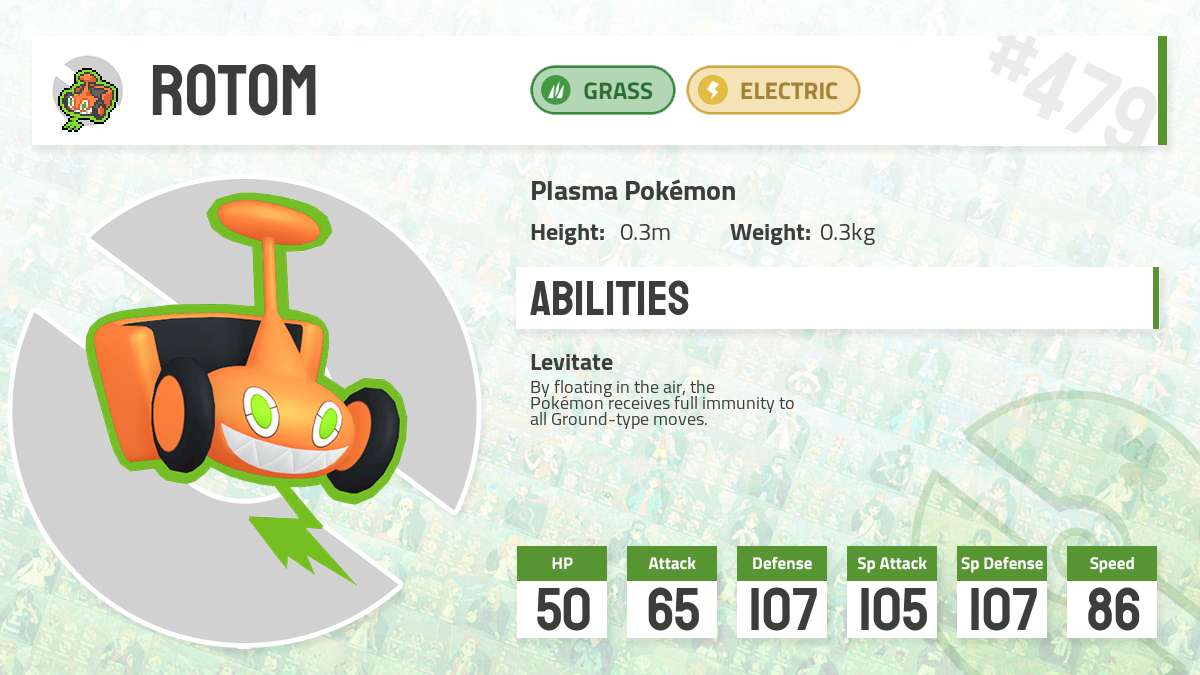 ROTOM
GRASS
ELECTRIC
#479
Plasma Pokémon
Height: 0.3m
Weight: 0.3kg
ABILITIES
Levitate
By floating in the air, the
Pokémon receives full immunity to
all Ground-type moves.
HP
Attack
Defense
Sp Attack
Sp Defense
Speed
50
65
107
105
107
86